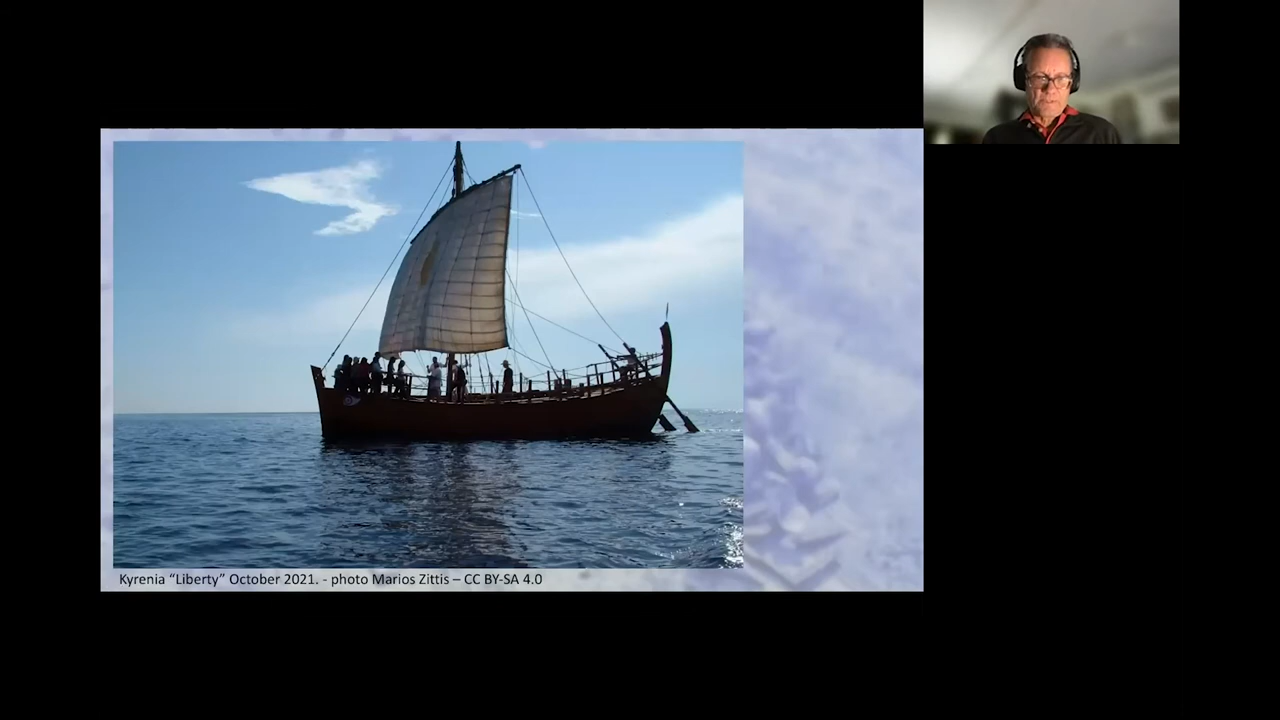 Kyrenia “Liberty” October 2021. - photo Marios Zittis – CC BY-SA 4.0